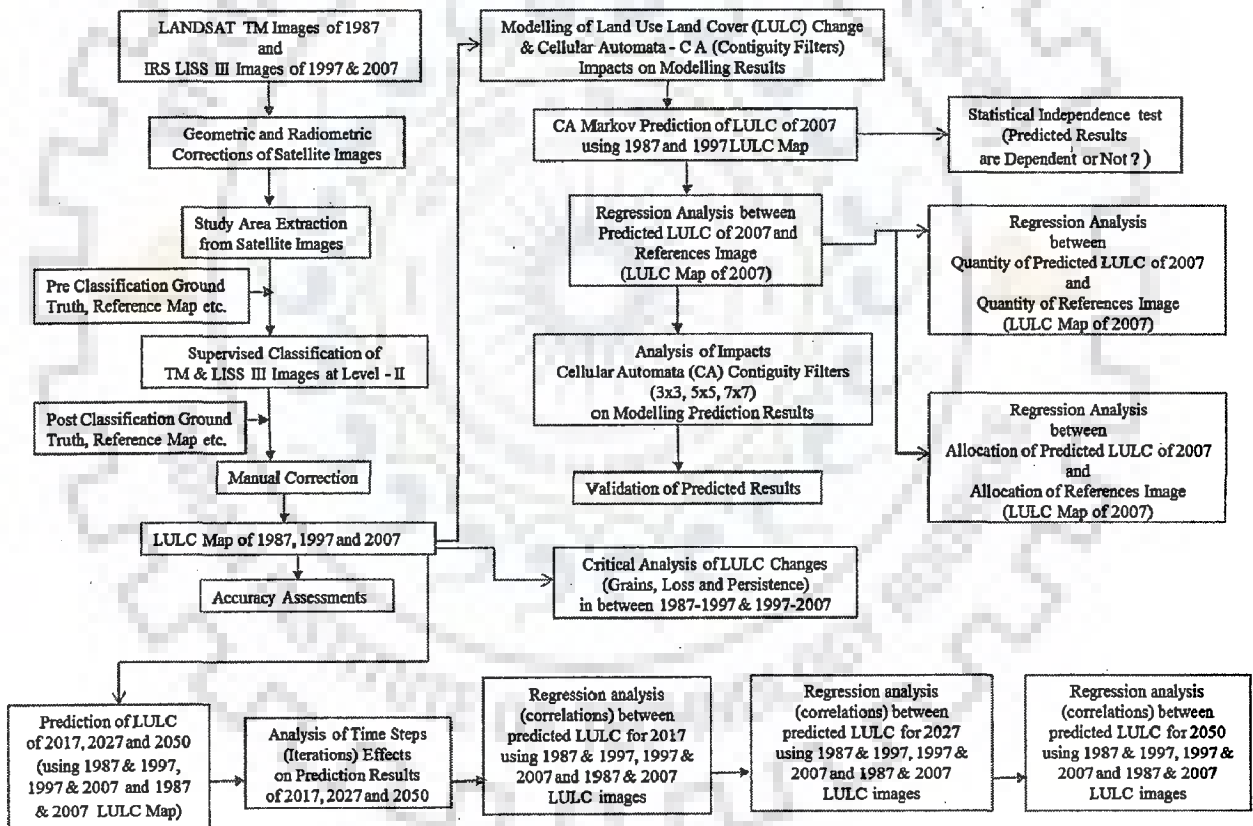 LANDSAT TM Images of 1987
and
IRS LISS III Images of 1997 & 2007
Geometric and Radiometric
Corrections of Satellite Images
Study Area Extraction
from Satellite Images
Pre Classification Ground
Truth, Reference Map etc.
Supervised Classification of
TM & LISS III Images at Level - II
Post Classification Ground
Truth, Reference Map etc.
Manual Correction
LULC Map of 1987, 1997 and 2007
Accuracy Assessments
Modelling of Land Use Land Cover (LULC) Change
& Cellular Automata - C A (Contiguity Filters)
Impacts on Modelling Results
CA Markov Prediction of LULC of 2007
using 1987 and 1997 LULC Map
Statistical Independence test
(Predicted Results
are Dependent or Not ? )
Regression Analysis between
Predicted LULC of 2007 and
References Image
(LULC Map of 2007)
Regression Analysis
between
Quantity of Predicted LULC of 2007
and
Quantity of References Image
(LULC Map of 2007)
Analysis of Impacts
Cellular Automata (CA) Contiguity Filters
(3x3, 5x5, 7x7)
on Modelling Prediction Results
Regression Analysis
between
Allocation of Predicted LULC of 2007
and
Allocation of References Image
(LULC Map of 2007)
Validation of Predicted Results
Critical Analysis of LULC Changes
(Grains, Loss and Persistence)
in between 1987-1997 & 1997-2007
Prediction of LULC
of 2017, 2027 and 2050
(using 1987 & 1997,
1997 & 2007 and 1987
& 2007 LULC Map)
Analysis of Time Steps
(Iterations) Effects
on Prediction Results
of 2017, 2027 and 2050
Regression analysis
(correlations) between
predicted LULC for 2017
using 1987 & 1997, 1997 &
2007 and 1987 & 2007
LULC images
Regression analysis
(correlations) between
predicted LULC for 2027
using 1987 & 1997, 1997 &
2007 and 1987 & 2007
LULC images
Regression analysis
(correlations) between
predicted LULC for 2050
using 1987 & 1997, 1997 &
2007 and 1987 & 2007
LULC images